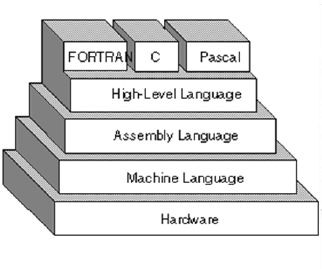 FORTRAN C Pascal
High-Level Language
Assembly Language
Machine Language
Hardware